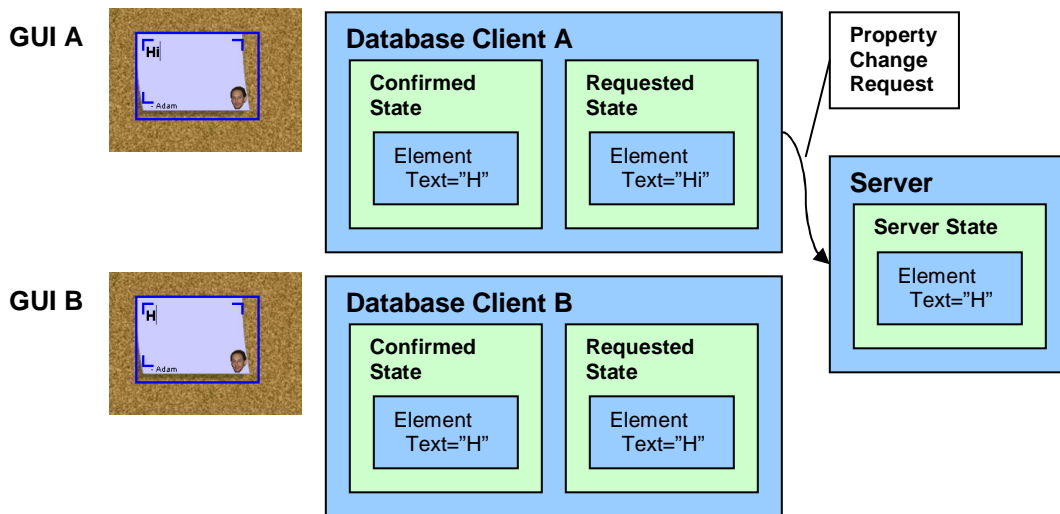 GUI A
Hi
- Adam
Database Client A
Confirmed
State
Element
Text=”H”
Requested
State
Element
Text=”Hi”
Property
Change
Request
Server
Server State
Element
Text=”H”
GUI B
H
- Adam
Database Client B
Confirmed
State
Element
Text=”H”
Requested
State
Element
Text=”H”